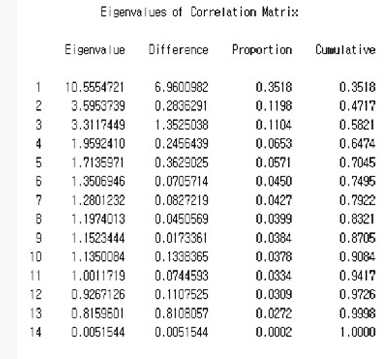 Eigenvalues of Correlation Matrix
Eigenvalue Difference Proportion Cumulative
1 10.5554721 6.9600982 0.3518 0.3518
2 3.5953739 0.2836291 0.1198 0.4717
3 3.3117449 1.3525038 0.1104 0.5821
4 1.9592410 0.2456439 0.0653 0.6474
5 1.7135971 0.3629025 0.0571 0.7045
6 1.3506946 0.0705714 0.0450 0.7495
7 1.2801232 0.0827219 0.0427 0.7922
8 1.1974013 0.0450569 0.0399 0.8321
9 1.1523444 0.0173361 0.0384 0.8705
10 1.1350084 0.1338365 0.0378 0.9084
11 1.0011719 0.0744593 0.0334 0.9417
12 0.9267126 0.1107525 0.0309 0.9726
13 0.8159601 0.8108057 0.0272 0.9998
14 0.0051544 0.0051544 0.0002 1.0000